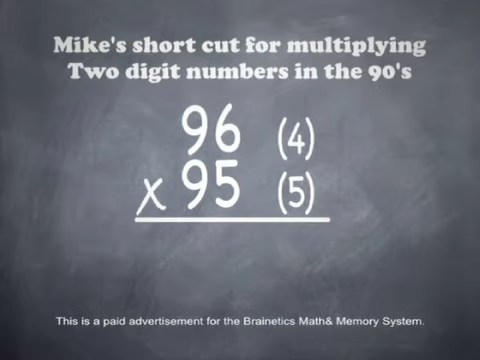 Mike's short cut for multiplying
Two digit numbers in the 90's
96 (4)
x 95 (5)
This is a paid advertisement for the Brainetics Math& Memory System.